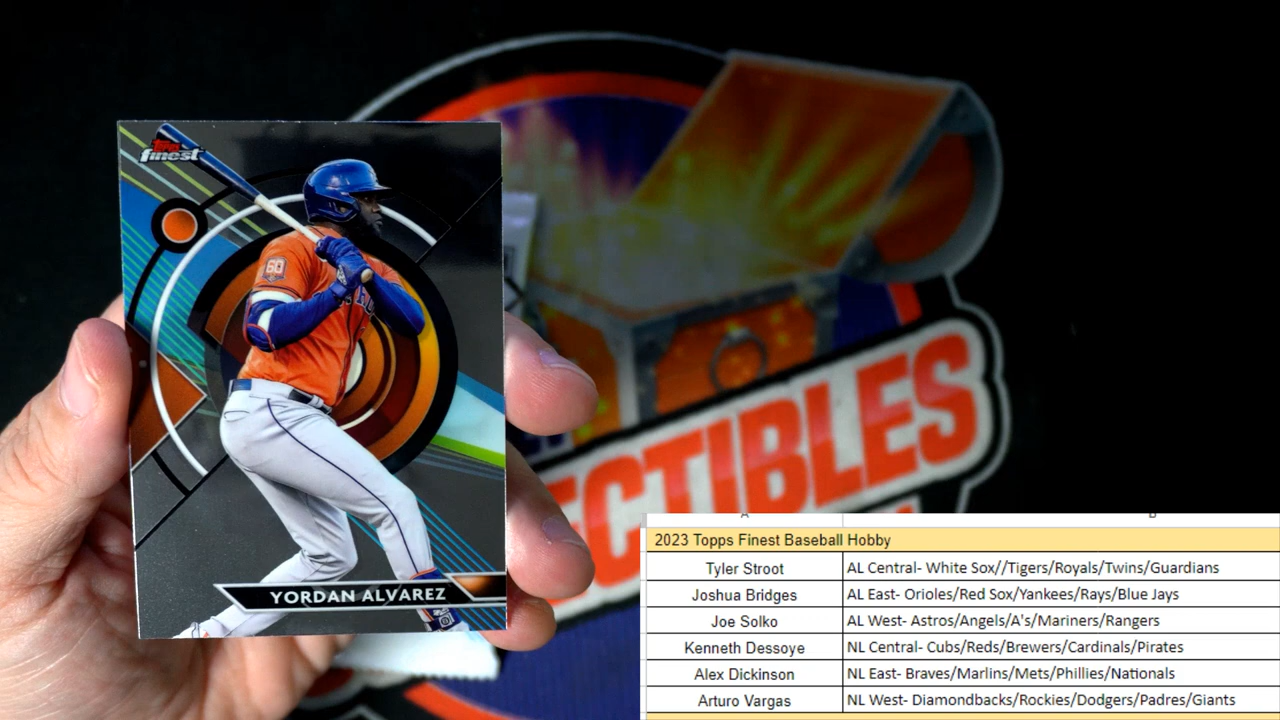 Topps
finest
60
YORDAN ALVAREZ
ECTIBLES
A
B
2023 Topps Finest Baseball Hobby
Tyler Stroot
AL Central- White Sox//Tigers/Royals/Twins/Guardians
Joshua Bridges
AL East- Orioles/Red Sox/Yankees/Rays/Blue Jays
Joe Solko
AL West- Astros/Angels/A's/Mariners/Rangers
Kenneth Dessoye
NL Central- Cubs/Reds/Brewers/Cardinals/Pirates
Alex Dickinson
NL East- Braves/Marlins/Mets/Phillies/Nationals
Arturo Vargas
NL West- Diamondbacks/Rockies/Dodgers/Padres/Giants